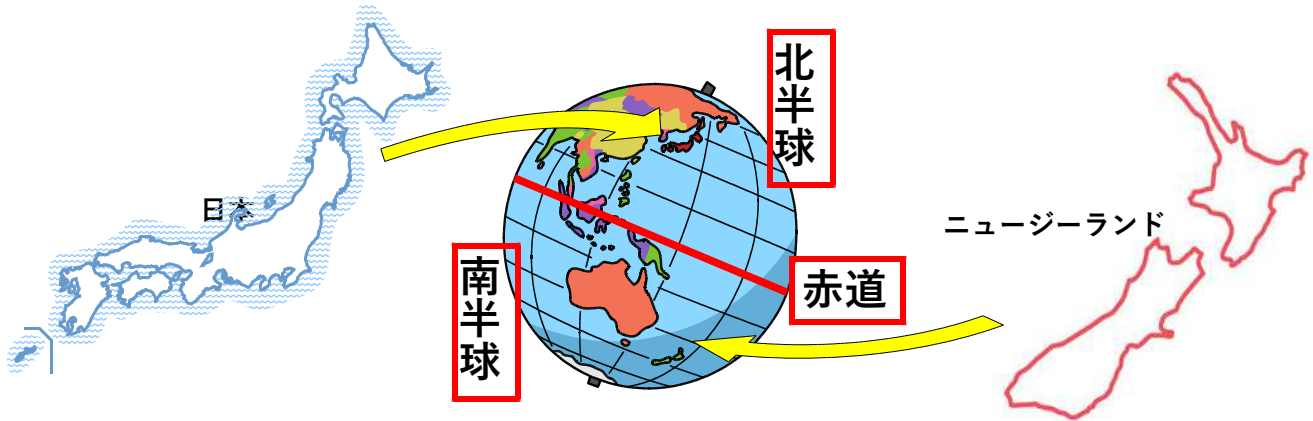 日本
北半球
南半球
赤道
ニュージーランド